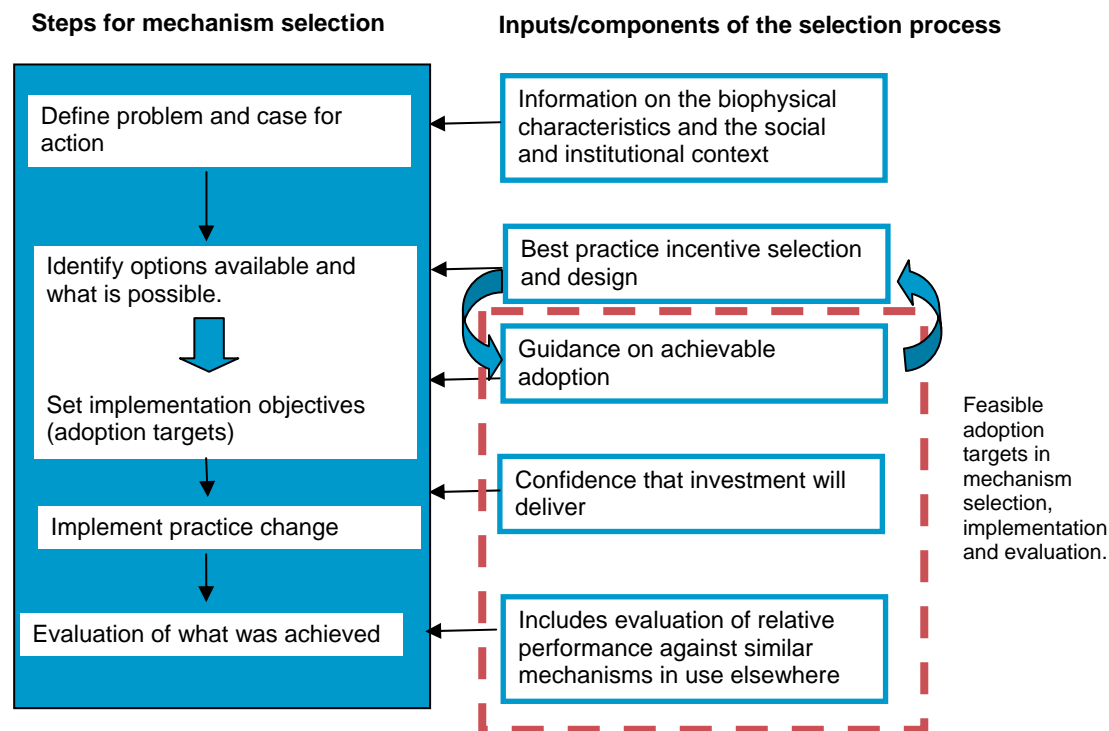 Steps for mechanism selection
Inputs/components of the selection process
Define problem and case for
action
Information on the biophysical
characteristics and the social
and institutional context
Identify options available and
what is possible.
Best practice incentive selection
and design
Guidance on achievable
adoption
Set implementation objectives
(adoption targets)
Feasible
adoption
targets in
mechanism
selection,
implementation
and evaluation.
Confidence that investment will
deliver
Implement practice change
Evaluation of what was achieved
Includes evaluation of relative
performance against similar
mechanisms in use elsewhere